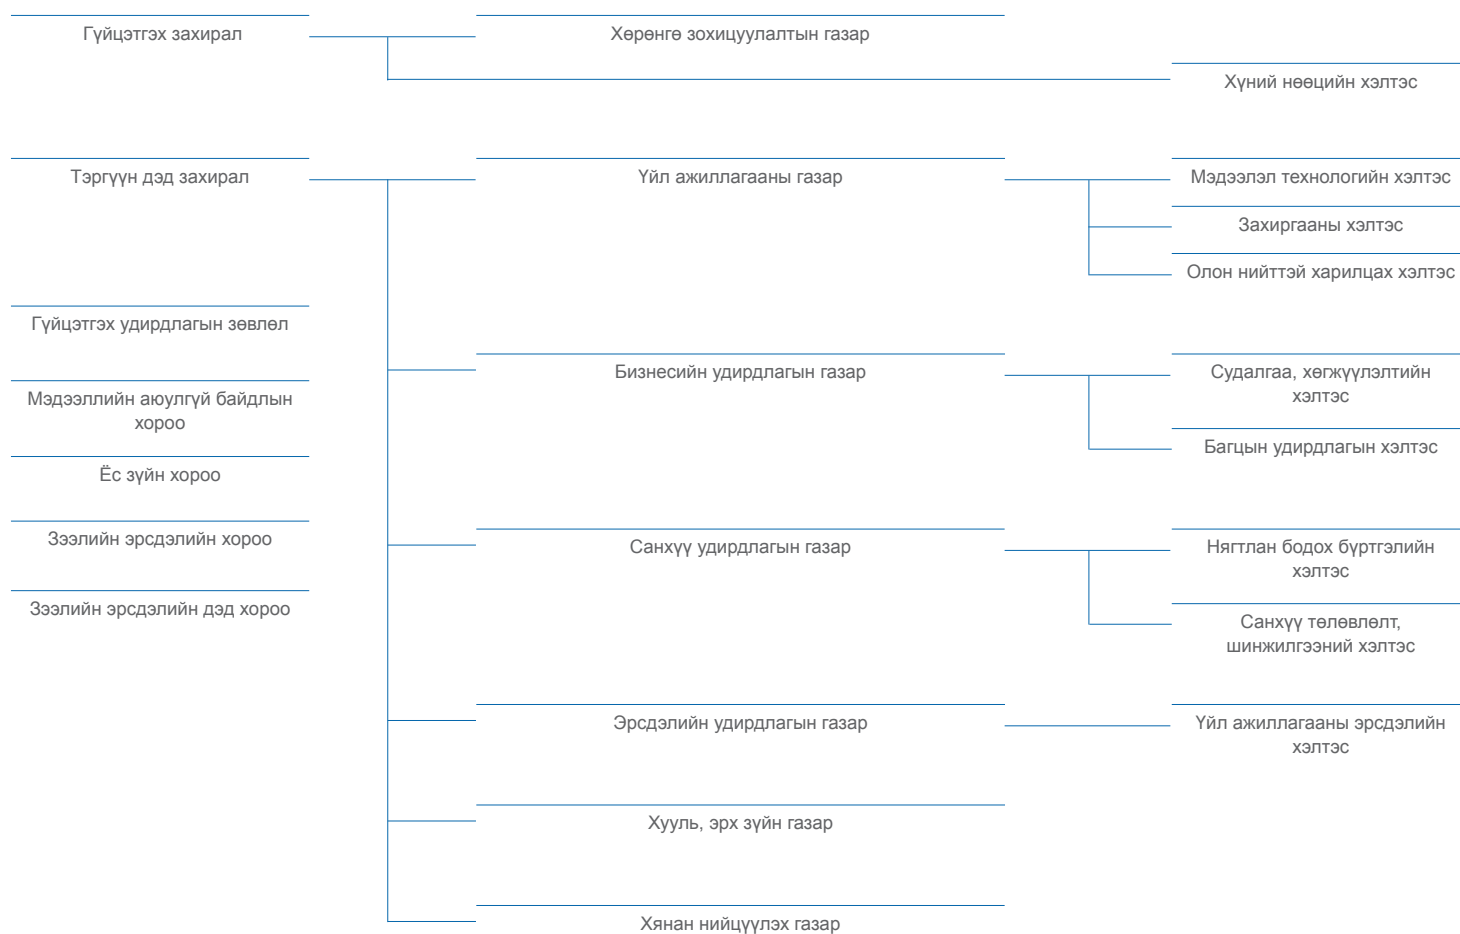 Гүйцэтгэх захирал
Хөрөнгө зохицуулалтын газар
Хүний нөөцийн хэлтэс
Тэргүүн дэд захирал
Үйл ажиллагааны газар
Мэдээлэл технологийн хэлтэс
Захиргааны хэлтэс
Олон нийттэй харилцах хэлтэс
Гүйцэтгэх удирдлагын зөвлөл
Мэдээллийн аюулгүй байдлын
хороо
Ёс зүйн хороо
Зээлийн эрсдэлийн хороо
Зээлийн эрсдэлийн дэд хороо
Бизнесийн удирдлагын газар
Судалгаа, хөгжүүлэлтийн
хэлтэс
Багцын удирдлагын хэлтэс
Санхүү удирдлагын газар
Нягтлан бодох бүртгэлийн
хэлтэс
Санхүү төлөвлөлт,
шинжилгээний хэлтэс
Эрсдэлийн удирдлагын газар
Үйл ажиллагааны эрсдэлийн
хэлтэс
Хууль, эрх зүйн газар
Хянан нийцүүлэх газар